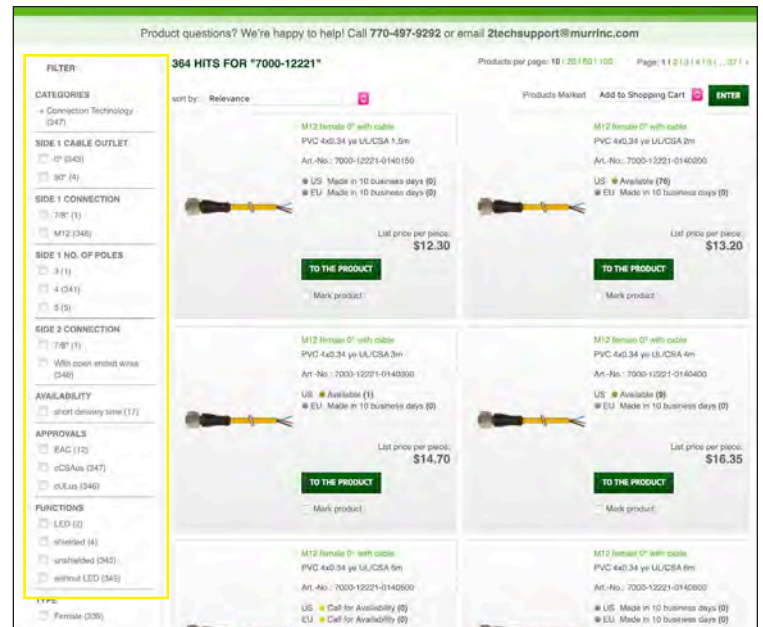 Product questions? We're happy to help! Call 770-497-9292 or email 2techsupport@murrinc.com
FILTER
CATEGORIES
→ Connection Technology
(347)
SIDE 1 CABLE OUTLET
0° (343)
90° (4)
SIDE 1 CONNECTION
7/8" (1)
M12 (346)
SIDE 1 NO. OF POLES
3 (1)
4 (341)
5 (5)
SIDE 2 CONNECTION
7/8" (1)
With open ended wires
(346)
AVAILABILITY
short delivery time (17)
APPROVALS
EAC (12)
cCSAus (347)
cULus (346)
FUNCTIONS
LED (2)
shielded (4)
unshielded (343)
without LED (345)
TYPE
Female (339)
364 HITS FOR "7000-12221"
Products per page: 10 | 20 | 50 | 100
Page: 1 | 2 | 3 | 4 | 5 | ... 37 | ›
sort by: Relevance
Products Marked Add to Shopping Cart ENTER
M12 female 0° with cable
PVC 4x0.34 ye UL/CSA 1,5m
Art.-No.: 7000-12221-0140150
US Made in 10 business days (0)
EU Made in 10 business days (0)
List price per piece:
$12.30
TO THE PRODUCT
Mark product
M12 female 0° with cable
PVC 4x0.34 ye UL/CSA 2m
Art.-No.: 7000-12221-0140200
US Available (76)
EU Made in 10 business days (0)
List price per piece:
$13.20
TO THE PRODUCT
Mark product
M12 female 0° with cable
PVC 4x0.34 ye UL/CSA 3m
Art.-No.: 7000-12221-0140300
US Available (1)
EU Made in 10 business days (0)
List price per piece:
$14.70
TO THE PRODUCT
Mark product
M12 female 0° with cable
PVC 4x0.34 ye UL/CSA 4m
Art.-No.: 7000-12221-0140400
US Available (9)
EU Made in 10 business days (0)
List price per piece:
$16.35
TO THE PRODUCT
Mark product
M12 female 0° with cable
PVC 4x0.34 ye UL/CSA 5m
Art.-No.: 7000-12221-0140500
US Call for Availability (0)
EU Call for Availability (0)
M12 female 0° with cable
PVC 4x0.34 ye UL/CSA 6m
Art.-No.: 7000-12221-0140600
US Made in 10 business days (0)
EU Made in 10 business days (0)